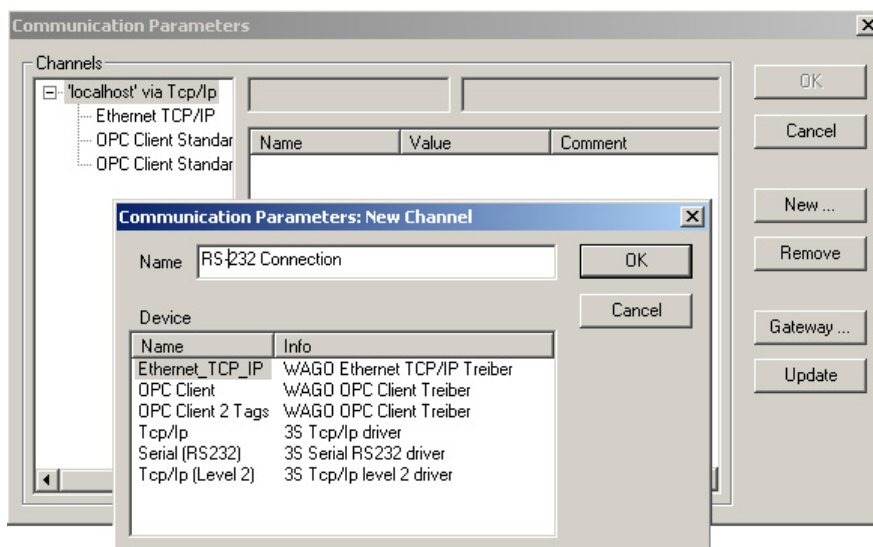 Communication Parameters
Channels
'localhost' via Tcp/Ip
Ethernet TCP/IP
OPC Client Standar
OPC Client Standar
Name Value Comment
OK
Cancel
New ...
Remove
Gateway ...
Update
Communication Parameters: New Channel
Name RS-232 Connection
OK
Cancel
Device
Name Info
Ethernet_TCP_IP WAGO Ethernet TCP/IP Treiber
OPC Client WAGO OPC Client Treiber
OPC Client 2 Tags WAGO OPC Client Treiber
Tcp/Ip 3S Tcp/Ip driver
Serial (RS232) 3S Serial RS232 driver
Tcp/Ip (Level 2) 3S Tcp/Ip level 2 driver